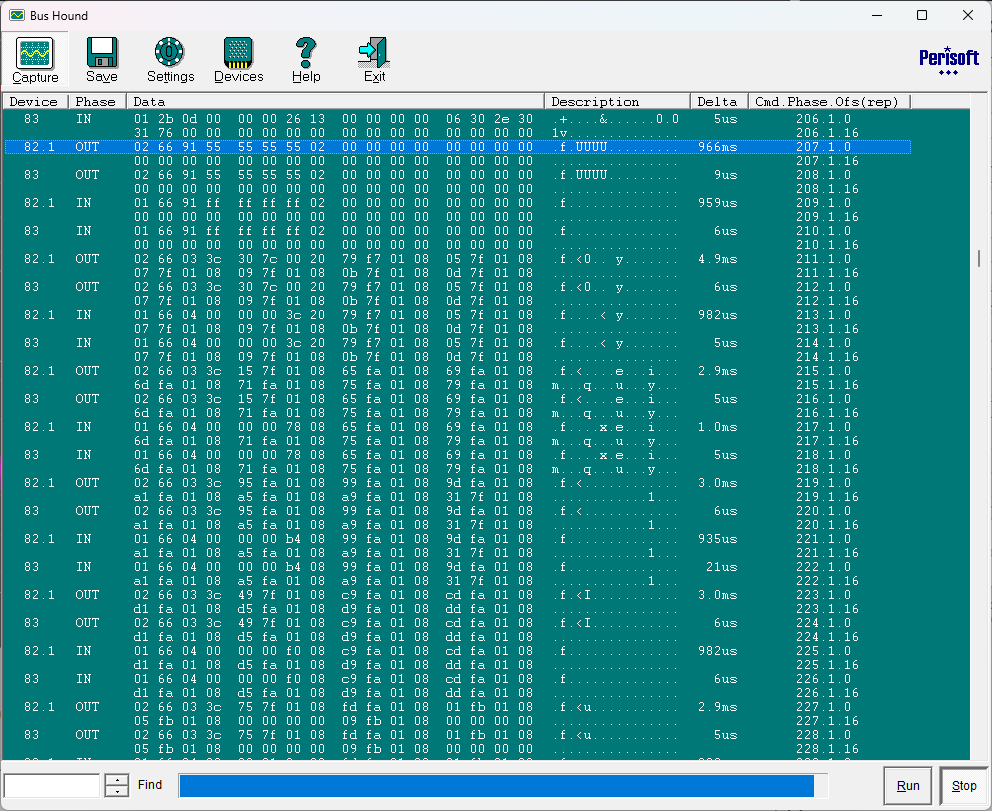 Bus Hound
Capture Save Settings Devices Help Exit Perisoft
Device Phase Data Description Delta Cmd.Phase.Ofs(rep)
83 IN 01 2b 0d 00 00 00 26 13 00 00 00 00 06 30 2e 30 .+....&......0.0 5us 206.1.0
31 76 00 00 00 00 00 00 00 00 00 00 00 00 00 00 1v.............. 206.1.16
82.1 OUT 02 66 91 55 55 55 55 02 00 00 00 00 00 00 00 00 .f.UUUU......... 966ms 207.1.0
00 00 00 00 00 00 00 00 00 00 00 00 00 00 00 00 ................ 207.1.16
83 OUT 02 66 91 55 55 55 55 02 00 00 00 00 00 00 00 00 .f.UUUU......... 9us 208.1.0
00 00 00 00 00 00 00 00 00 00 00 00 00 00 00 00 ................ 208.1.16
82.1 IN 01 66 91 ff ff ff ff 02 00 00 00 00 00 00 00 00 .f.............. 959us 209.1.0
00 00 00 00 00 00 00 00 00 00 00 00 00 00 00 00 ................ 209.1.16
83 IN 01 66 91 ff ff ff ff 02 00 00 00 00 00 00 00 00 .f.............. 6us 210.1.0
00 00 00 00 00 00 00 00 00 00 00 00 00 00 00 00 ................ 210.1.16
82.1 OUT 02 66 03 3c 30 7c 00 20 79 f7 01 08 05 7f 01 08 .f.<0.. y....... 4.9ms 211.1.0
07 7f 01 08 09 7f 01 08 0b 7f 01 08 0d 7f 01 08 ................ 211.1.16
83 OUT 02 66 03 3c 30 7c 00 20 79 f7 01 08 05 7f 01 08 .f.<0.. y....... 6us 212.1.0
07 7f 01 08 09 7f 01 08 0b 7f 01 08 0d 7f 01 08 ................ 212.1.16
82.1 IN 01 66 04 00 00 00 3c 20 79 f7 01 08 05 7f 01 08 .f....< y....... 982us 213.1.0
07 7f 01 08 09 7f 01 08 0b 7f 01 08 0d 7f 01 08 ................ 213.1.16
83 IN 01 66 04 00 00 00 3c 20 79 f7 01 08 05 7f 01 08 .f....< y....... 5us 214.1.0
07 7f 01 08 09 7f 01 08 0b 7f 01 08 0d 7f 01 08 ................ 214.1.16
82.1 OUT 02 66 03 3c 15 7f 01 08 65 fa 01 08 69 fa 01 08 .f.<....e...i... 2.9ms 215.1.0
6d fa 01 08 71 fa 01 08 75 fa 01 08 79 fa 01 08 m...q...u...y... 215.1.16
83 OUT 02 66 03 3c 15 7f 01 08 65 fa 01 08 69 fa 01 08 .f.<....e...i... 5us 216.1.0
6d fa 01 08 71 fa 01 08 75 fa 01 08 79 fa 01 08 m...q...u...y... 216.1.16
82.1 IN 01 66 04 00 00 00 78 08 65 fa 01 08 69 fa 01 08 .f....x.e...i... 1.0ms 217.1.0
6d fa 01 08 71 fa 01 08 75 fa 01 08 79 fa 01 08 m...q...u...y... 217.1.16
83 IN 01 66 04 00 00 00 78 08 65 fa 01 08 69 fa 01 08 .f....x.e...i... 5us 218.1.0
6d fa 01 08 71 fa 01 08 75 fa 01 08 79 fa 01 08 m...q...u...y... 218.1.16
82.1 OUT 02 66 03 3c 95 fa 01 08 99 fa 01 08 9d fa 01 08 .f.<............ 3.0ms 219.1.0
a1 fa 01 08 a5 fa 01 08 a9 fa 01 08 31 7f 01 08 ............1... 219.1.16
83 OUT 02 66 03 3c 95 fa 01 08 99 fa 01 08 9d fa 01 08 .f.<............ 6us 220.1.0
a1 fa 01 08 a5 fa 01 08 a9 fa 01 08 31 7f 01 08 ............1... 220.1.16
82.1 IN 01 66 04 00 00 00 b4 08 99 fa 01 08 9d fa 01 08 .f.............. 935us 221.1.0
a1 fa 01 08 a5 fa 01 08 a9 fa 01 08 31 7f 01 08 ............1... 221.1.16
83 IN 01 66 04 00 00 00 b4 08 99 fa 01 08 9d fa 01 08 .f.............. 21us 222.1.0
a1 fa 01 08 a5 fa 01 08 a9 fa 01 08 31 7f 01 08 ............1... 222.1.16
82.1 OUT 02 66 03 3c 49 7f 01 08 c9 fa 01 08 cd fa 01 08 .f.<I........... 3.0ms 223.1.0
d1 fa 01 08 d5 fa 01 08 d9 fa 01 08 dd fa 01 08 ................ 223.1.16
83 OUT 02 66 03 3c 49 7f 01 08 c9 fa 01 08 cd fa 01 08 .f.<I........... 6us 224.1.0
d1 fa 01 08 d5 fa 01 08 d9 fa 01 08 dd fa 01 08 ................ 224.1.16
82.1 IN 01 66 04 00 00 00 f0 08 c9 fa 01 08 cd fa 01 08 .f.............. 982us 225.1.0
d1 fa 01 08 d5 fa 01 08 d9 fa 01 08 dd fa 01 08 ................ 225.1.16
83 IN 01 66 04 00 00 00 f0 08 c9 fa 01 08 cd fa 01 08 .f.............. 6us 226.1.0
d1 fa 01 08 d5 fa 01 08 d9 fa 01 08 dd fa 01 08 ................ 226.1.16
82.1 OUT 02 66 03 3c 75 7f 01 08 fd fa 01 08 01 fb 01 08 .f.<u........... 2.9ms 227.1.0
05 fb 01 08 00 00 00 00 09 fb 01 08 00 00 00 00 ................ 227.1.16
83 OUT 02 66 03 3c 75 7f 01 08 fd fa 01 08 01 fb 01 08 .f.<u........... 5us 228.1.0
05 fb 01 08 00 00 00 00 09 fb 01 08 00 00 00 00 ................ 228.1.16
Find Run Stop